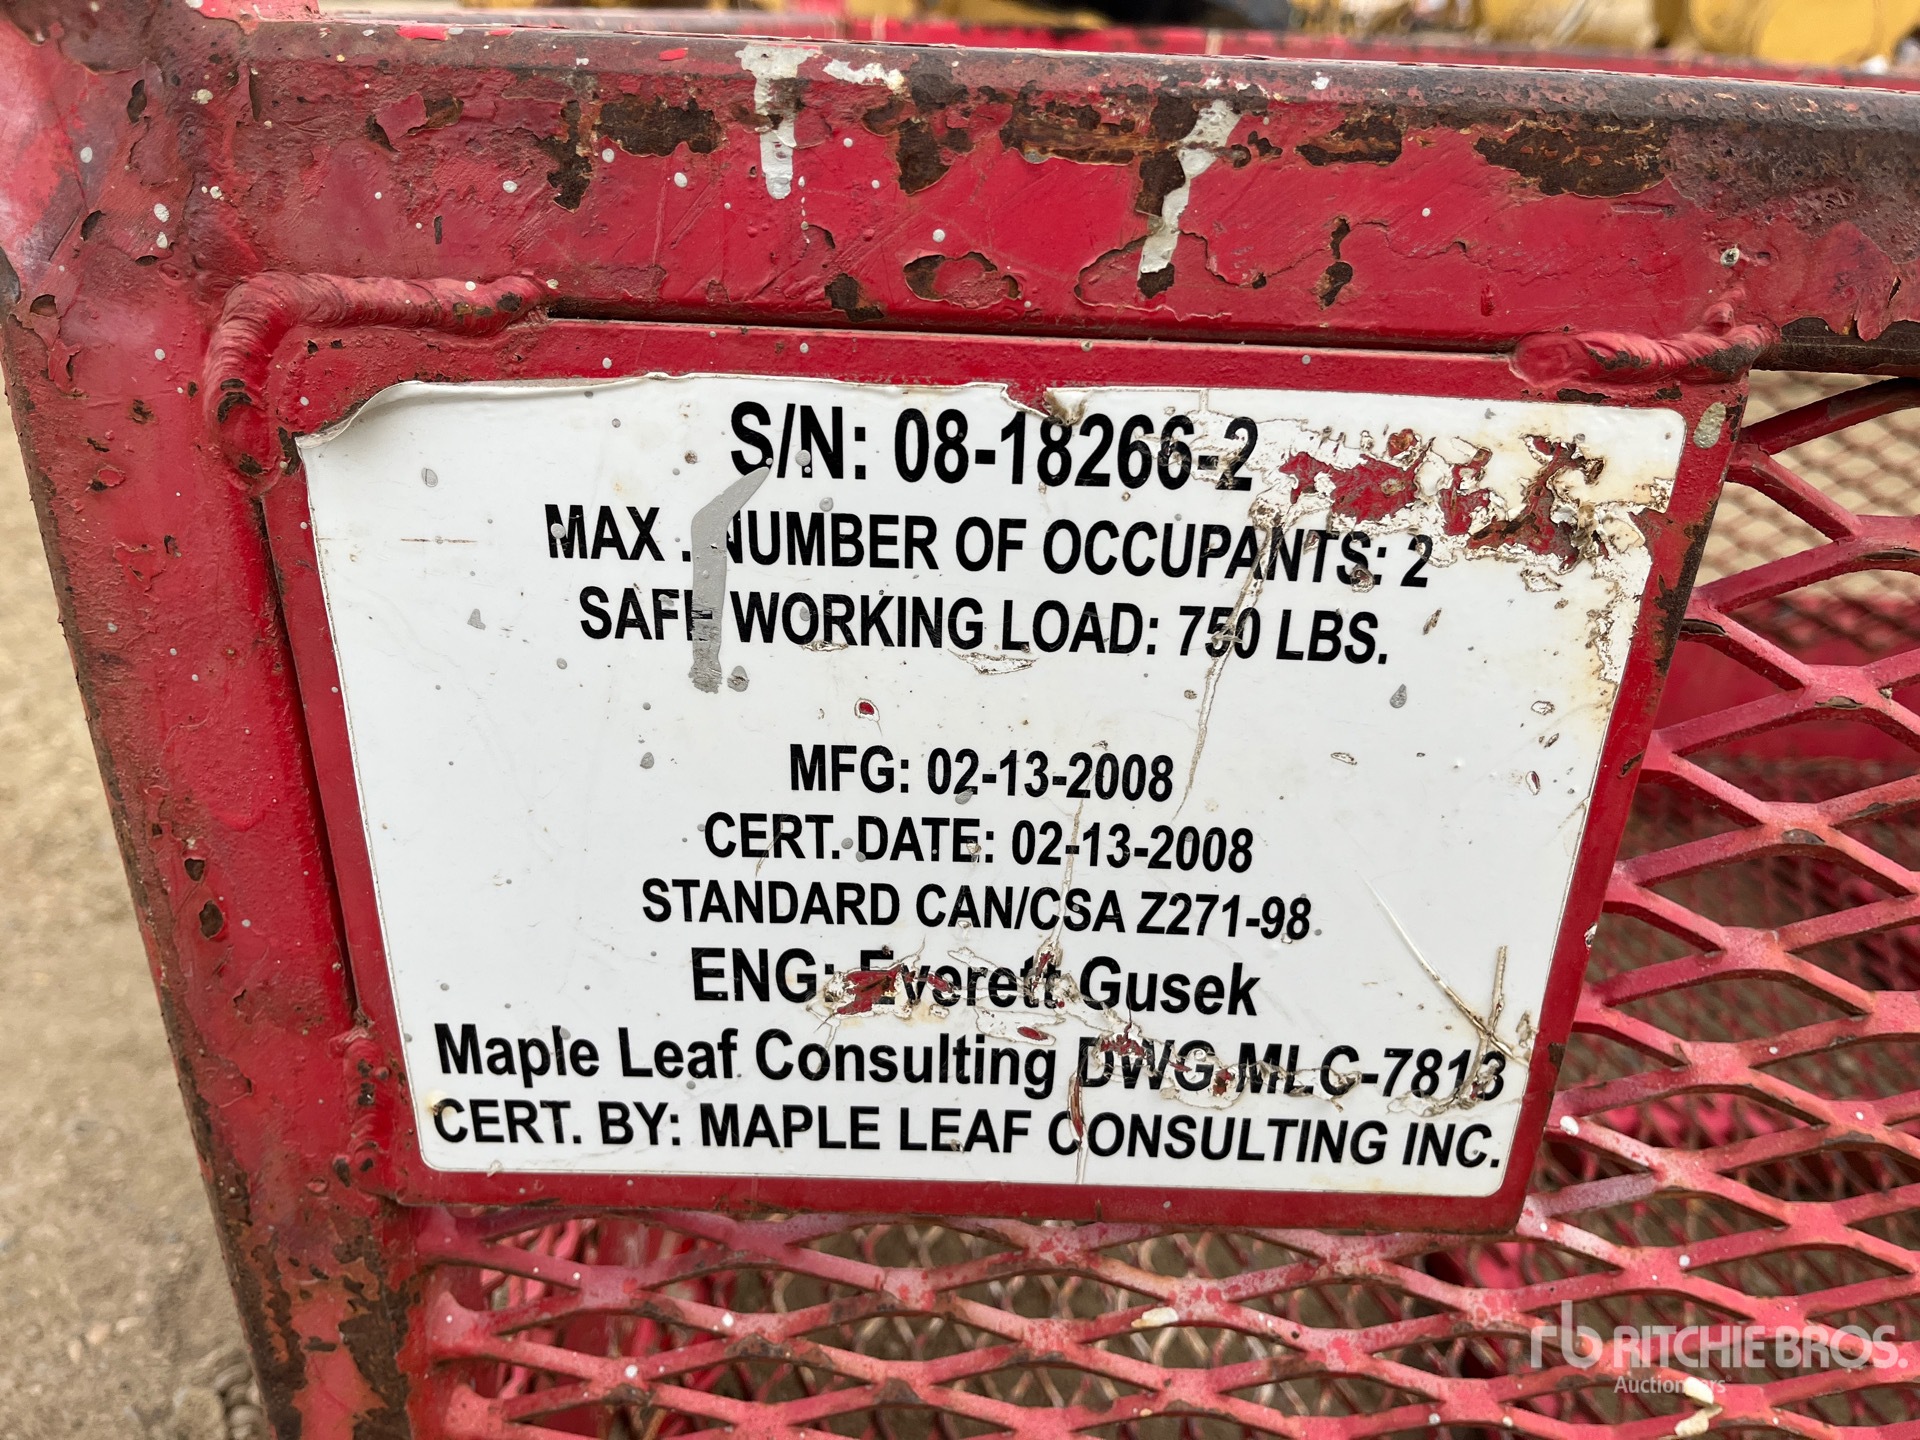 S/N: 08-18266-2
MAX . NUMBER OF OCCUPANTS: 2
SAFE WORKING LOAD: 750 LBS.
MFG: 02-13-2008
CERT. DATE: 02-13-2008
STANDARD CAN/CSA Z271-98
ENG: Everett Gusek
Maple Leaf Consulting DWG MLC-7813
CERT. BY: MAPLE LEAF CONSULTING INC.
rb RITCHIE BROS.
Auctioneers